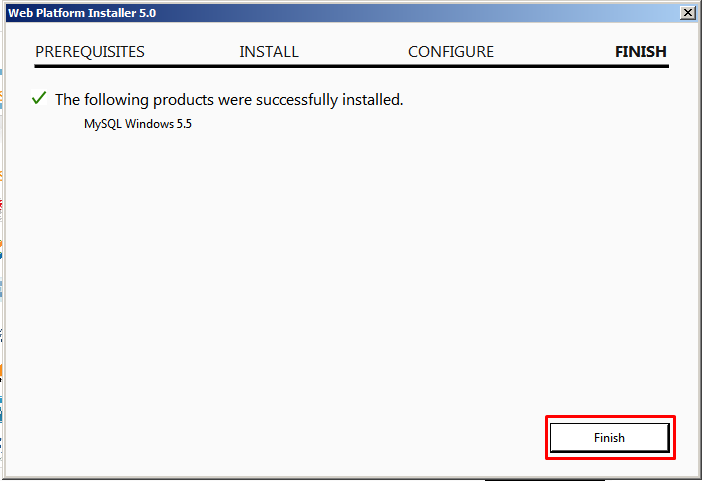 Web Platform Installer 5.0
PREREQUISITES INSTALL CONFIGURE FINISH
The following products were successfully installed.
MySQL Windows 5.5
Finish